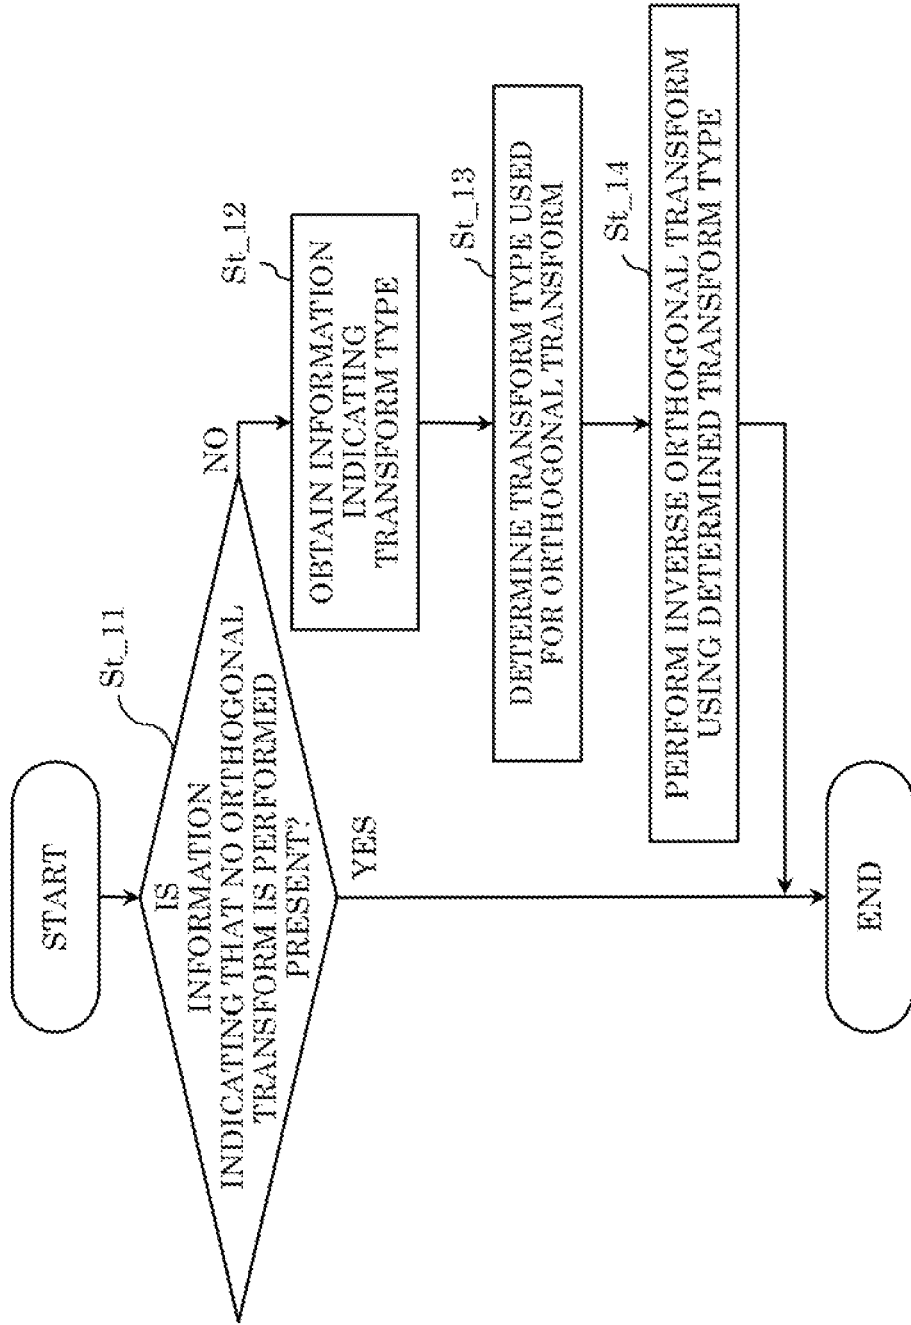 START
St_11
IS
INFORMATION
INDICATING THAT NO ORTHOGONAL
TRANSFORM IS PERFORMED
PRESENT?
NO
YES
St_12
OBTAIN INFORMATION
INDICATING
TRANSFORM TYPE
St_13
DETERMINE TRANSFORM TYPE USED
FOR ORTHOGONAL TRANSFORM
St_14
PERFORM INVERSE ORTHOGONAL TRANSFORM
USING DETERMINED TRANSFORM TYPE
END